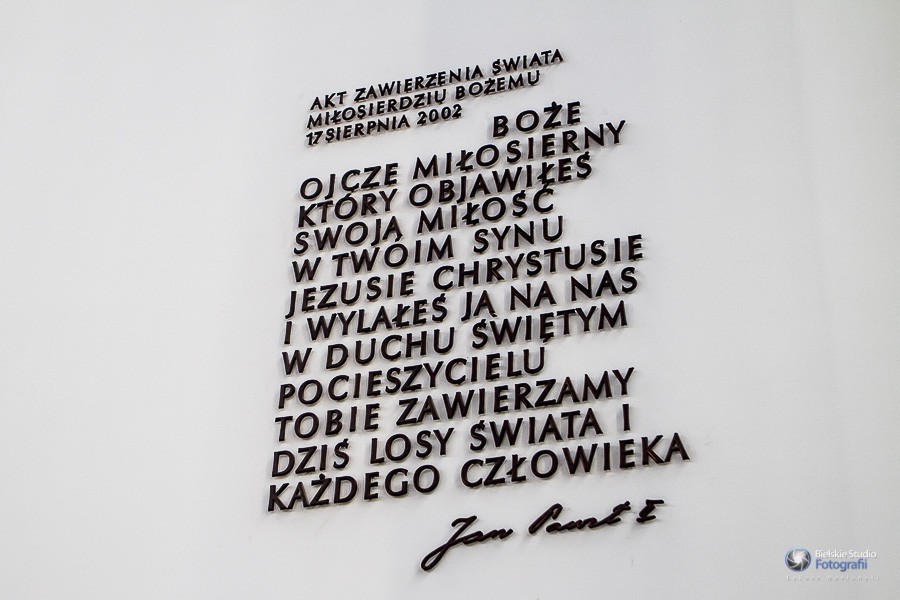 AKT ZAWIERZENIA ŚWIATA
MIŁOSIERDZIU BOŻEMU
17 SIERPNIA 2002
BOŻE
OJCZE MIŁOSIERNY
KTÓRY OBJAWIŁEŚ
SWOJĄ MIŁOŚĆ
W TWÓIM SYNU
JEZUSIE CHRYSTUSIE
I WYLAŁEŚ JĄ NA NAS
W DUCHU ŚWIĘTYM
POCIESZYCIELU
TOBIE ZAWIERZAMY
DZIŚ LOSY ŚWIATA I
KAŻDEGO CZŁOWIEKA
Jan Paweł II
Bielskie Studio
Fotografii